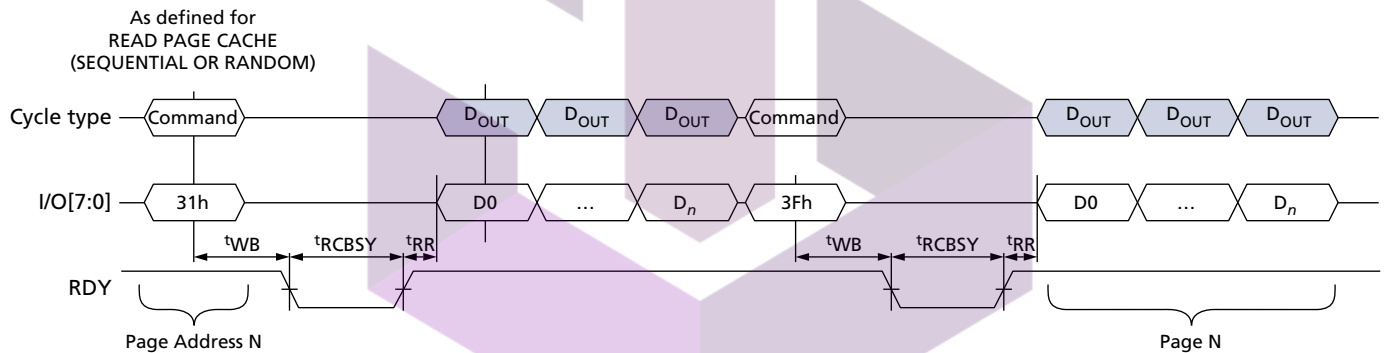 As defined for
READ PAGE CACHE
(SEQUENTIAL OR RANDOM)
Cycle type Command DOUT DOUT DOUT Command DOUT DOUT DOUT
I/O[7:0] 31h D0 … Dn 3Fh D0 … Dn
tWB tRCBSY tRR tWB tRCBSY tRR
RDY
Page Address N Page N